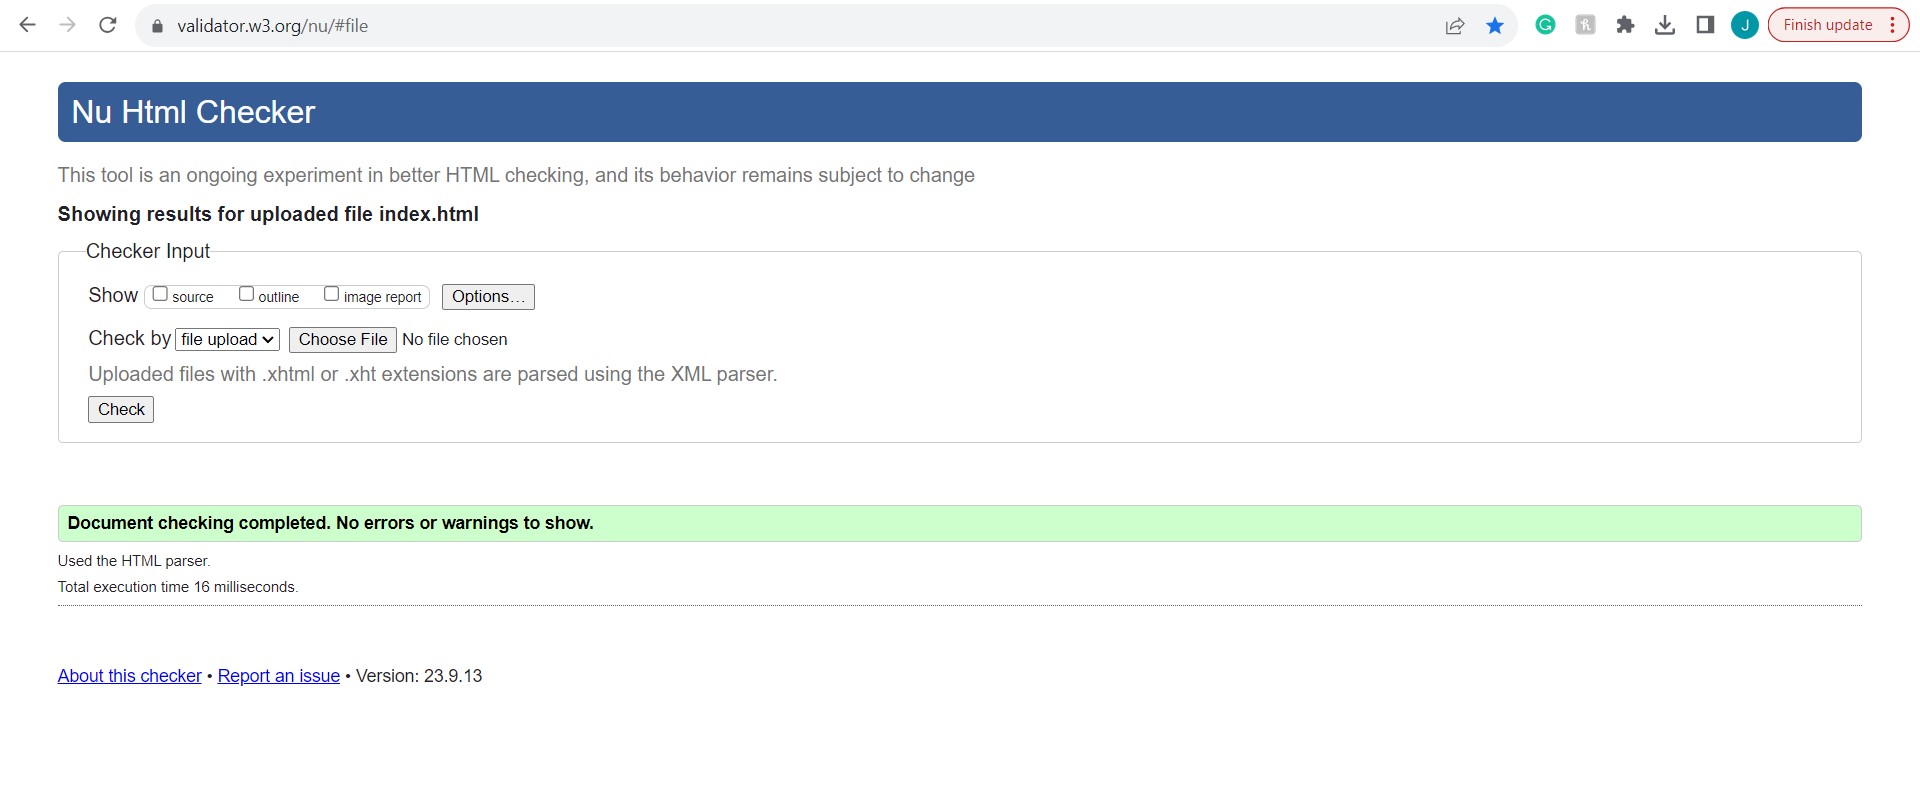 validator.w3.org/nu/#file
J
Finish update
Nu Html Checker
This tool is an ongoing experiment in better HTML checking, and its behavior remains subject to change
Showing results for uploaded file index.html
Checker Input
Show source outline image report Options...
Check by file upload Choose File No file chosen
Uploaded files with .xhtml or .xht extensions are parsed using the XML parser.
Check
Document checking completed. No errors or warnings to show.
Used the HTML parser.
Total execution time 16 milliseconds.
About this checker • Report an issue • Version: 23.9.13